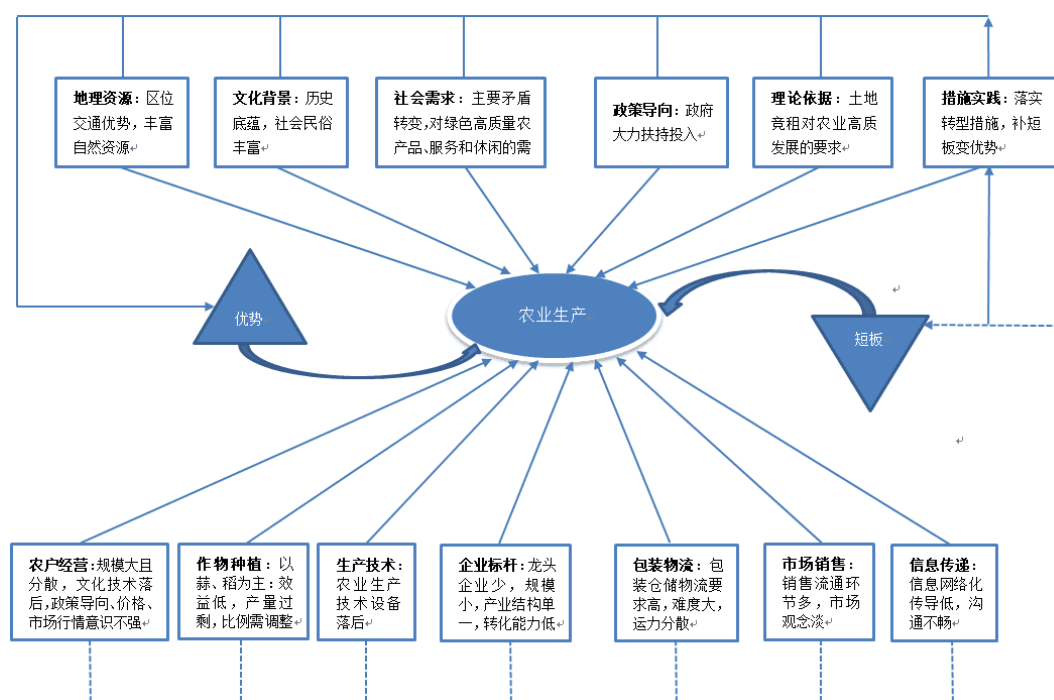 地理资源：区位
交通优势，丰富
自然资源
文化背景：历史
底蕴，社会民俗
丰富
社会需求：主要矛盾
转变，对绿色高质量农
产品、服务和休闲的需
政策导向：政府
大力扶持投入
理论依据：土地
竞租对农业高质
发展的要求
措施实践：落实
转型措施，补短
板变优势
优势
农业生产
短板
农户经营：规模大且
分散，文化技术落
后，政策导向、价格、
市场行情意识不强
作物种植：以
蒜、稻为主：效
益低，产量过
剩，比例需调整
生产技术：
农业生产
技术设备
落后
企业标杆：龙头
企业少，规模
小，产业结构单
一，转化能力低
包装物流：包
装仓储物流要
求高，难度大，
运力分散
市场销售：
销售流通环
节多，市场
观念淡
信息传递：
信息网络化
传导低，沟
通不畅